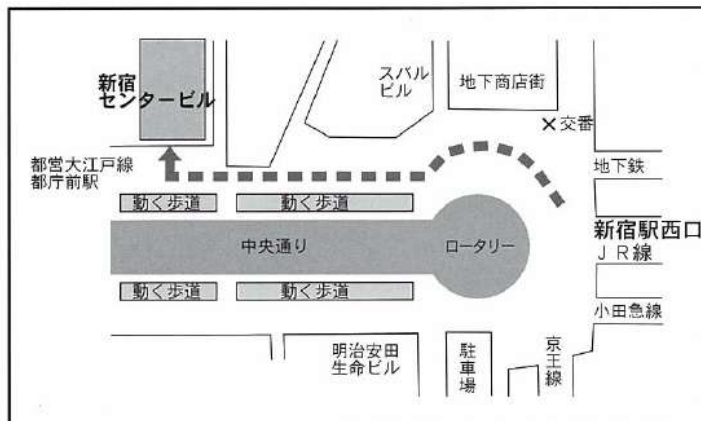 新宿
センタービル
スバル
ビル
地下商店街
×交番
都営大江戸線
都庁前駅
地下鉄
動く歩道
動く歩道
新宿駅西口
JR線
中央通り
ロータリー
動く歩道
動く歩道
小田急線
明治安田
生命ビル
駐車場
京王線